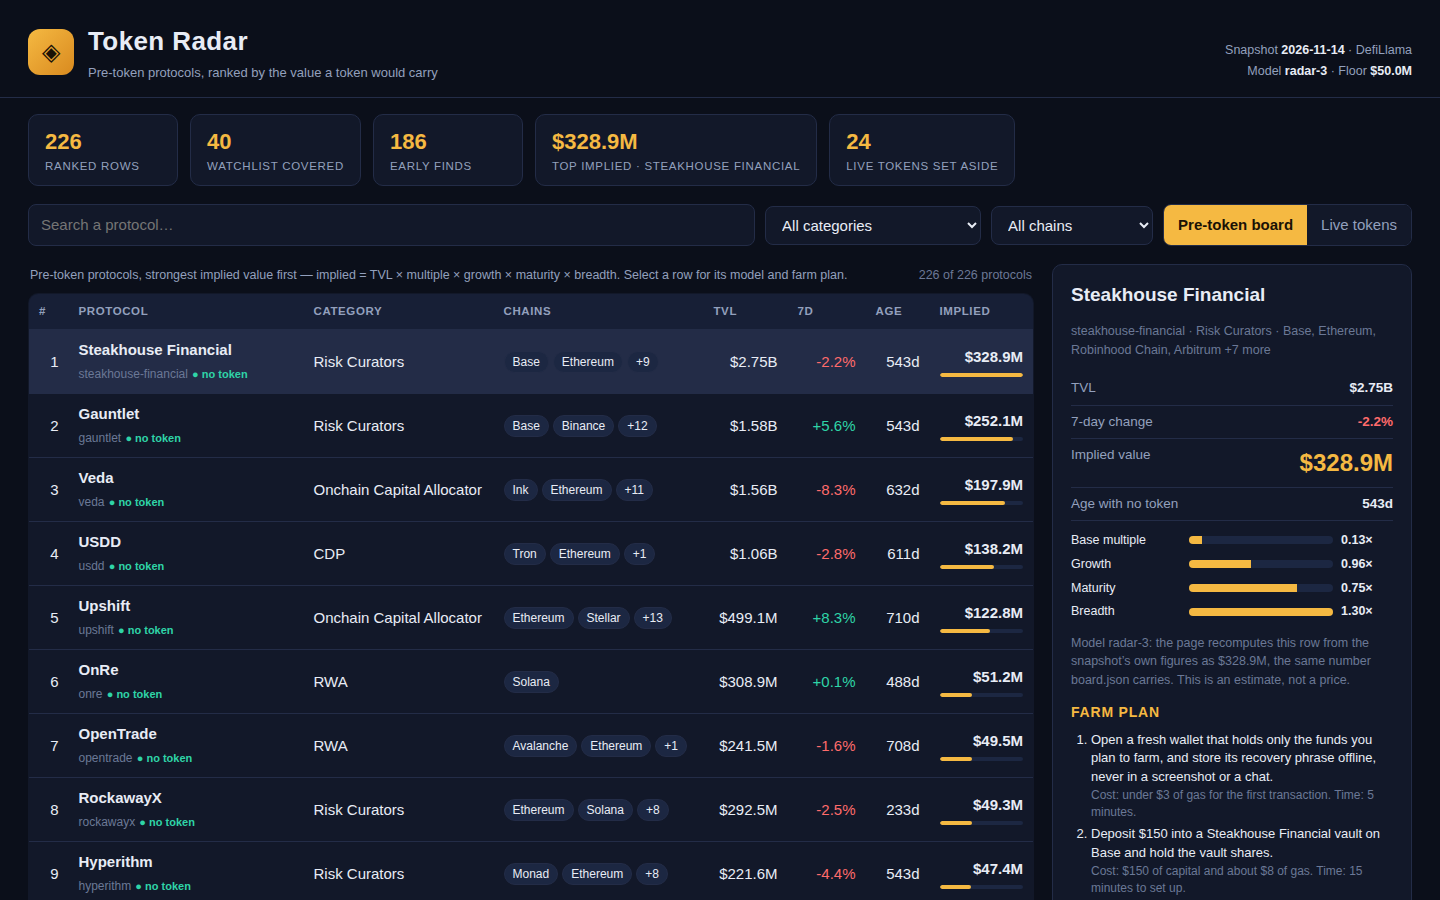 ◈
Token Radar
Pre-token protocols, ranked by the value a token would carry
Snapshot 2026-11-14 · DefiLlama
Model radar-3 · Floor $50.0M
226
RANKED ROWS
40
WATCHLIST COVERED
186
EARLY FINDS
$328.9M
TOP IMPLIED · STEAKHOUSE FINANCIAL
24
LIVE TOKENS SET ASIDE
Search a protocol…
All categories
All chains
Pre-token board
Live tokens
Pre-token protocols, strongest implied value first — implied = TVL × multiple × growth × maturity × breadth. Select a row for its model and farm plan.
226 of 226 protocols
# PROTOCOL CATEGORY CHAINS TVL 7D AGE IMPLIED
1 Steakhouse Financial Risk Curators Base Ethereum +9 $2.75B -2.2% 543d $328.9M
steakhouse-financial ● no token
2 Gauntlet Risk Curators Base Binance +12 $1.58B +5.6% 543d $252.1M
gauntlet ● no token
3 Veda Onchain Capital Allocator Ink Ethereum +11 $1.56B -8.3% 632d $197.9M
veda ● no token
4 USDD CDP Tron Ethereum +1 $1.06B -2.8% 611d $138.2M
usdd ● no token
5 Upshift Onchain Capital Allocator Ethereum Stellar +13 $499.1M +8.3% 710d $122.8M
upshift ● no token
6 OnRe RWA Solana $308.9M +0.1% 488d $51.2M
onre ● no token
7 OpenTrade RWA Avalanche Ethereum +1 $241.5M -1.6% 708d $49.5M
opentrade ● no token
8 RockawayX Risk Curators Ethereum Solana +8 $292.5M -2.5% 233d $49.3M
rockawayx ● no token
9 Hyperithm Risk Curators Monad Ethereum +8 $221.6M -4.4% 543d $47.4M
hyperithm ● no token
Steakhouse Financial
steakhouse-financial · Risk Curators · Base, Ethereum,
Robinhood Chain, Arbitrum +7 more
TVL $2.75B
7-day change -2.2%
Implied value $328.9M
Age with no token 543d
Base multiple 0.13×
Growth 0.96×
Maturity 0.75×
Breadth 1.30×
Model radar-3: the page recomputes this row from the
snapshot's own figures as $328.9M, the same number
board.json carries. This is an estimate, not a price.
FARM PLAN
1. Open a fresh wallet that holds only the funds you
plan to farm, and store its recovery phrase offline,
never in a screenshot or a chat.
Cost: under $3 of gas for the first transaction. Time: 5
minutes.
2. Deposit $150 into a Steakhouse Financial vault on
Base and hold the vault shares.
Cost: $150 of capital and about $8 of gas. Time: 15
minutes to set up.